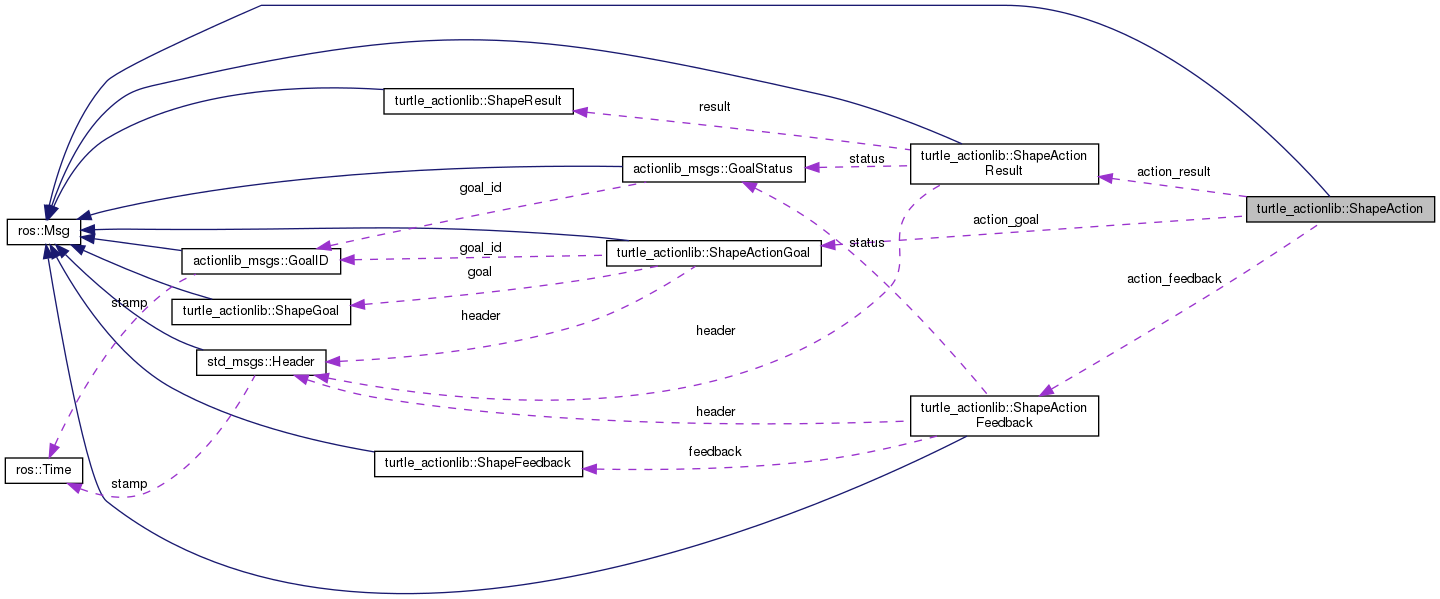 turtle_actionlib::ShapeResult
result
turtle_actionlib::ShapeAction
Result
status
actionlib_msgs::GoalStatus
action_result
goal_id
turtle_actionlib::ShapeAction
action_goal
ros::Msg
status
turtle_actionlib::ShapeActionGoal
goal_id
actionlib_msgs::GoalID
goal
action_feedback
stamp
turtle_actionlib::ShapeGoal
header
header
std_msgs::Header
turtle_actionlib::ShapeAction
Feedback
header
feedback
turtle_actionlib::ShapeFeedback
ros::Time
stamp